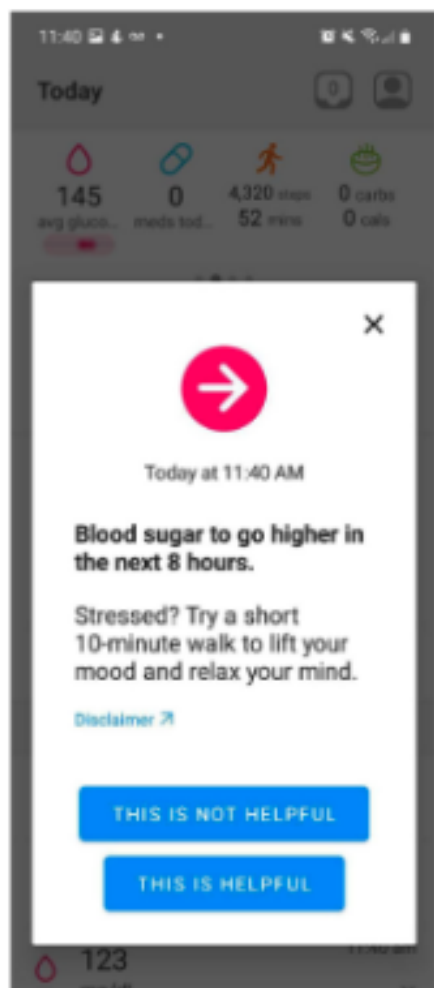 11:40
Today
0
145
0
4,320 steps
0 carbs
avg gluco...
meds tod...
52 mins
0 cals
Today at 11:40 AM
Blood sugar to go higher in
the next 8 hours.
Stressed? Try a short
10-minute walk to lift your
mood and relax your mind.
Disclaimer
THIS IS NOT HELPFUL
THIS IS HELPFUL
123
11:40 am